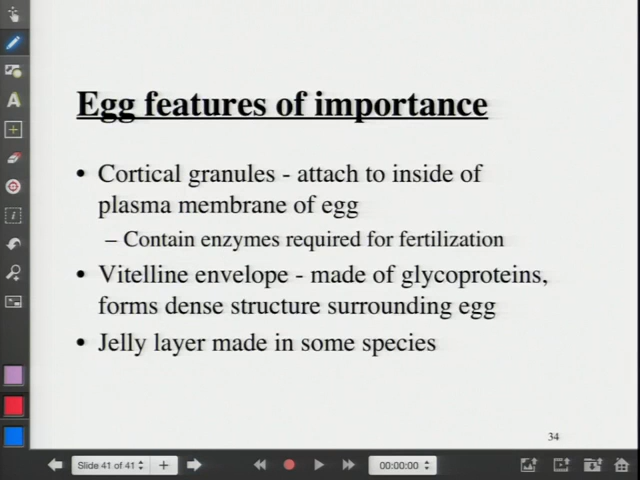 Egg features of importance
• Cortical granules - attach to inside of
plasma membrane of egg
– Contain enzymes required for fertilization
• Vitelline envelope - made of glycoproteins,
forms dense structure surrounding egg
• Jelly layer made in some species
34
Slide 41 of 41
00:00:00